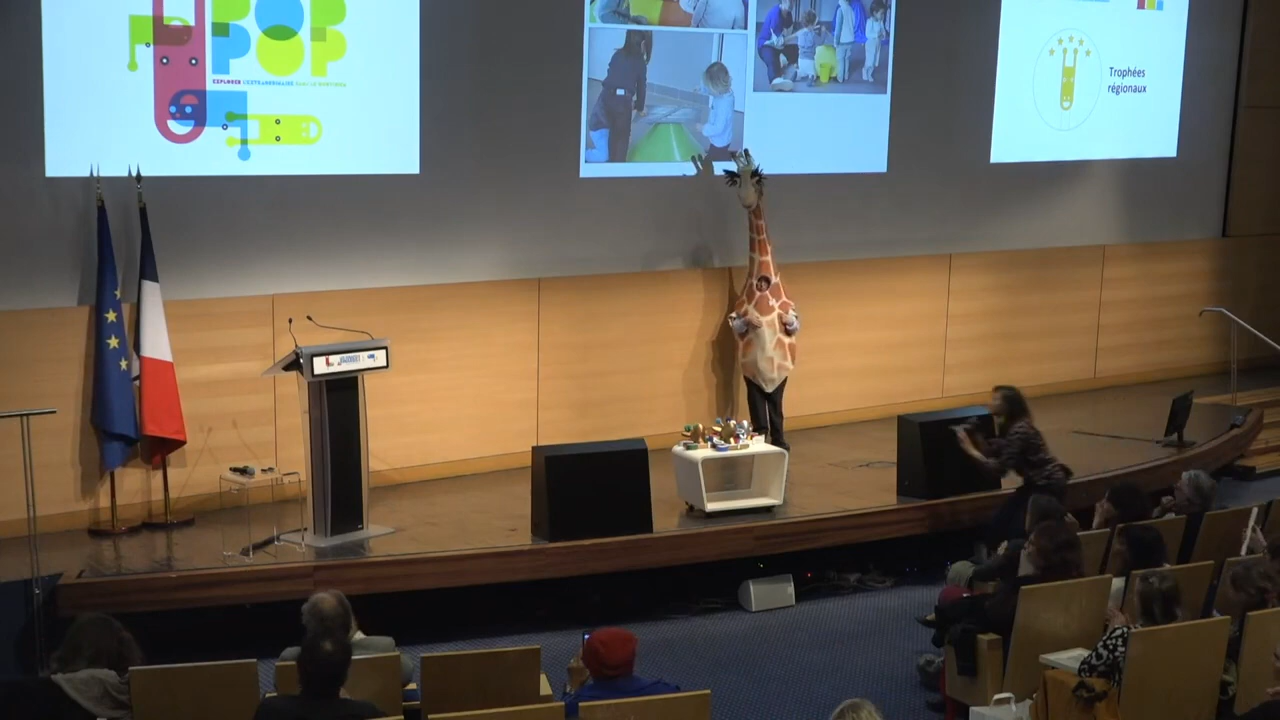 POP
POP
EXPLORER L'EXTRAORDINAIRE DANS LE QUOTIDIEN
Trophées
régionaux